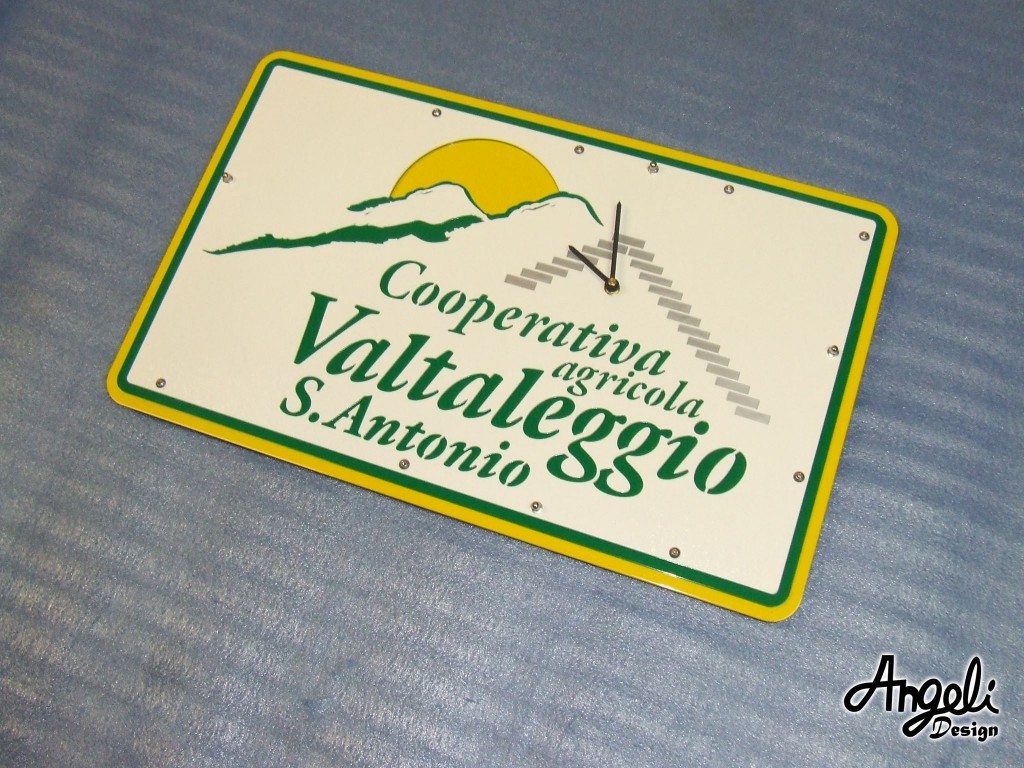 Cooperativa
agricola
Valtaleggio
S. Antonio
Angeli
Design